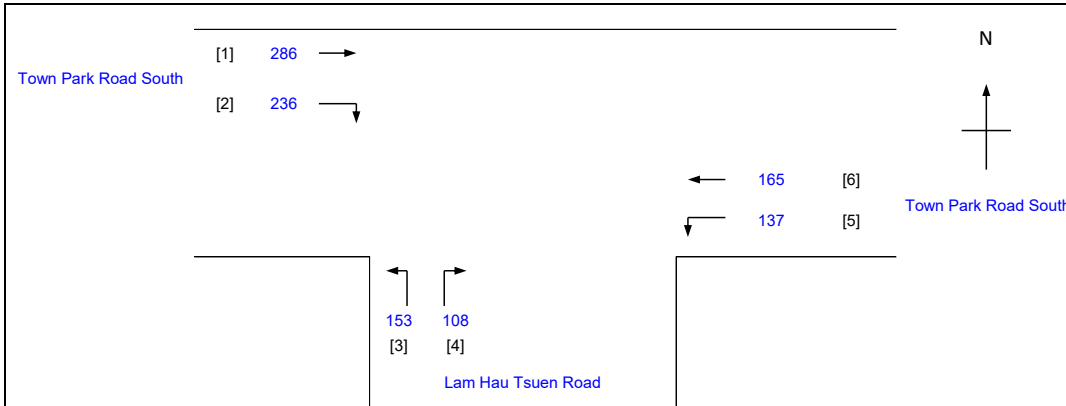 [1] 286
N
Town Park Road South
[2] 236
165 [6]
Town Park Road South
137 [5]
153 108
[3] [4]
Lam Hau Tsuen Road